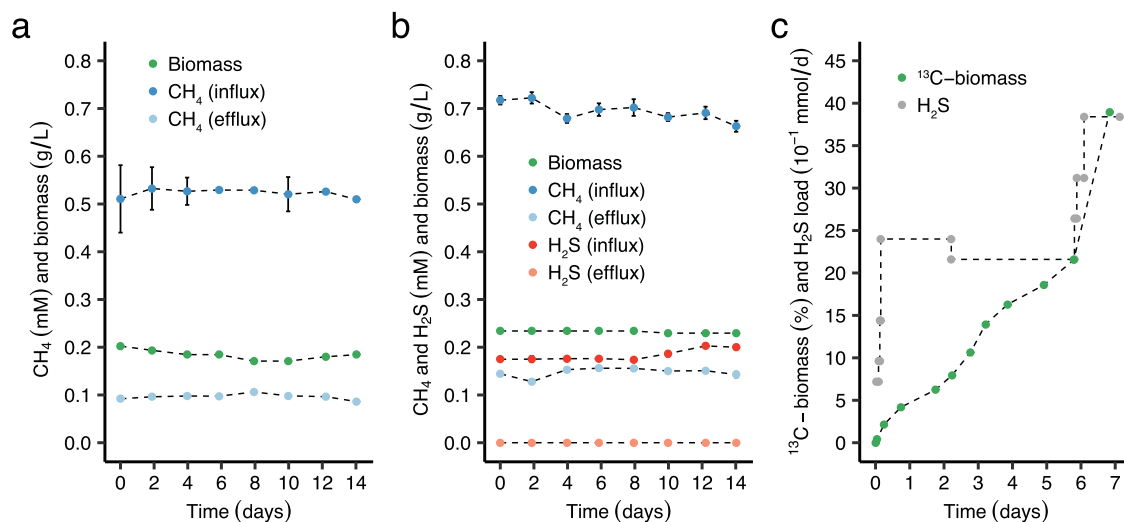 a
CH₄ (mM) and biomass (g/L)
0.8
0.7
0.6
0.5
0.4
0.3
0.2
0.1
0.0
Biomass
CH₄ (influx)
CH₄ (efflux)
0 2 4 6 8 10 12 14
Time (days)
b
CH₄ and H₂S (mM) and biomass (g/L)
0.8
0.7
0.6
0.5
0.4
0.3
0.2
0.1
0.0
Biomass
CH₄ (influx)
CH₄ (efflux)
H₂S (influx)
H₂S (efflux)
0 2 4 6 8 10 12 14
Time (days)
c
¹³C−biomass (%) and H₂S load (10⁻¹ mmol/d)
45
40
35
30
25
20
15
10
5
0
¹³C−biomass
H₂S
0 1 2 3 4 5 6 7
Time (days)